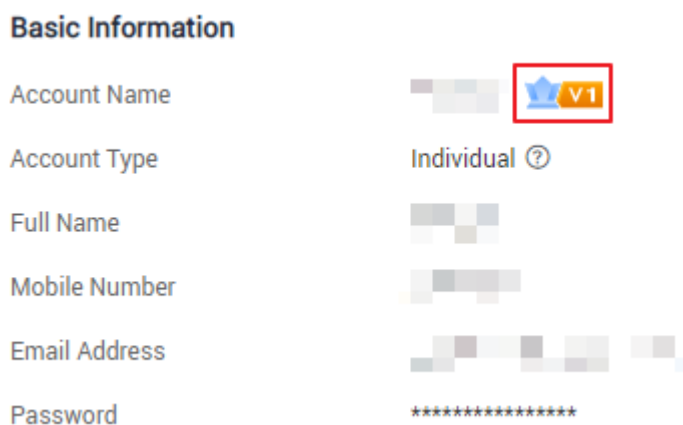 Basic Information
Account Name V1
Account Type Individual ?
Full Name
Mobile Number
Email Address
Password ****************